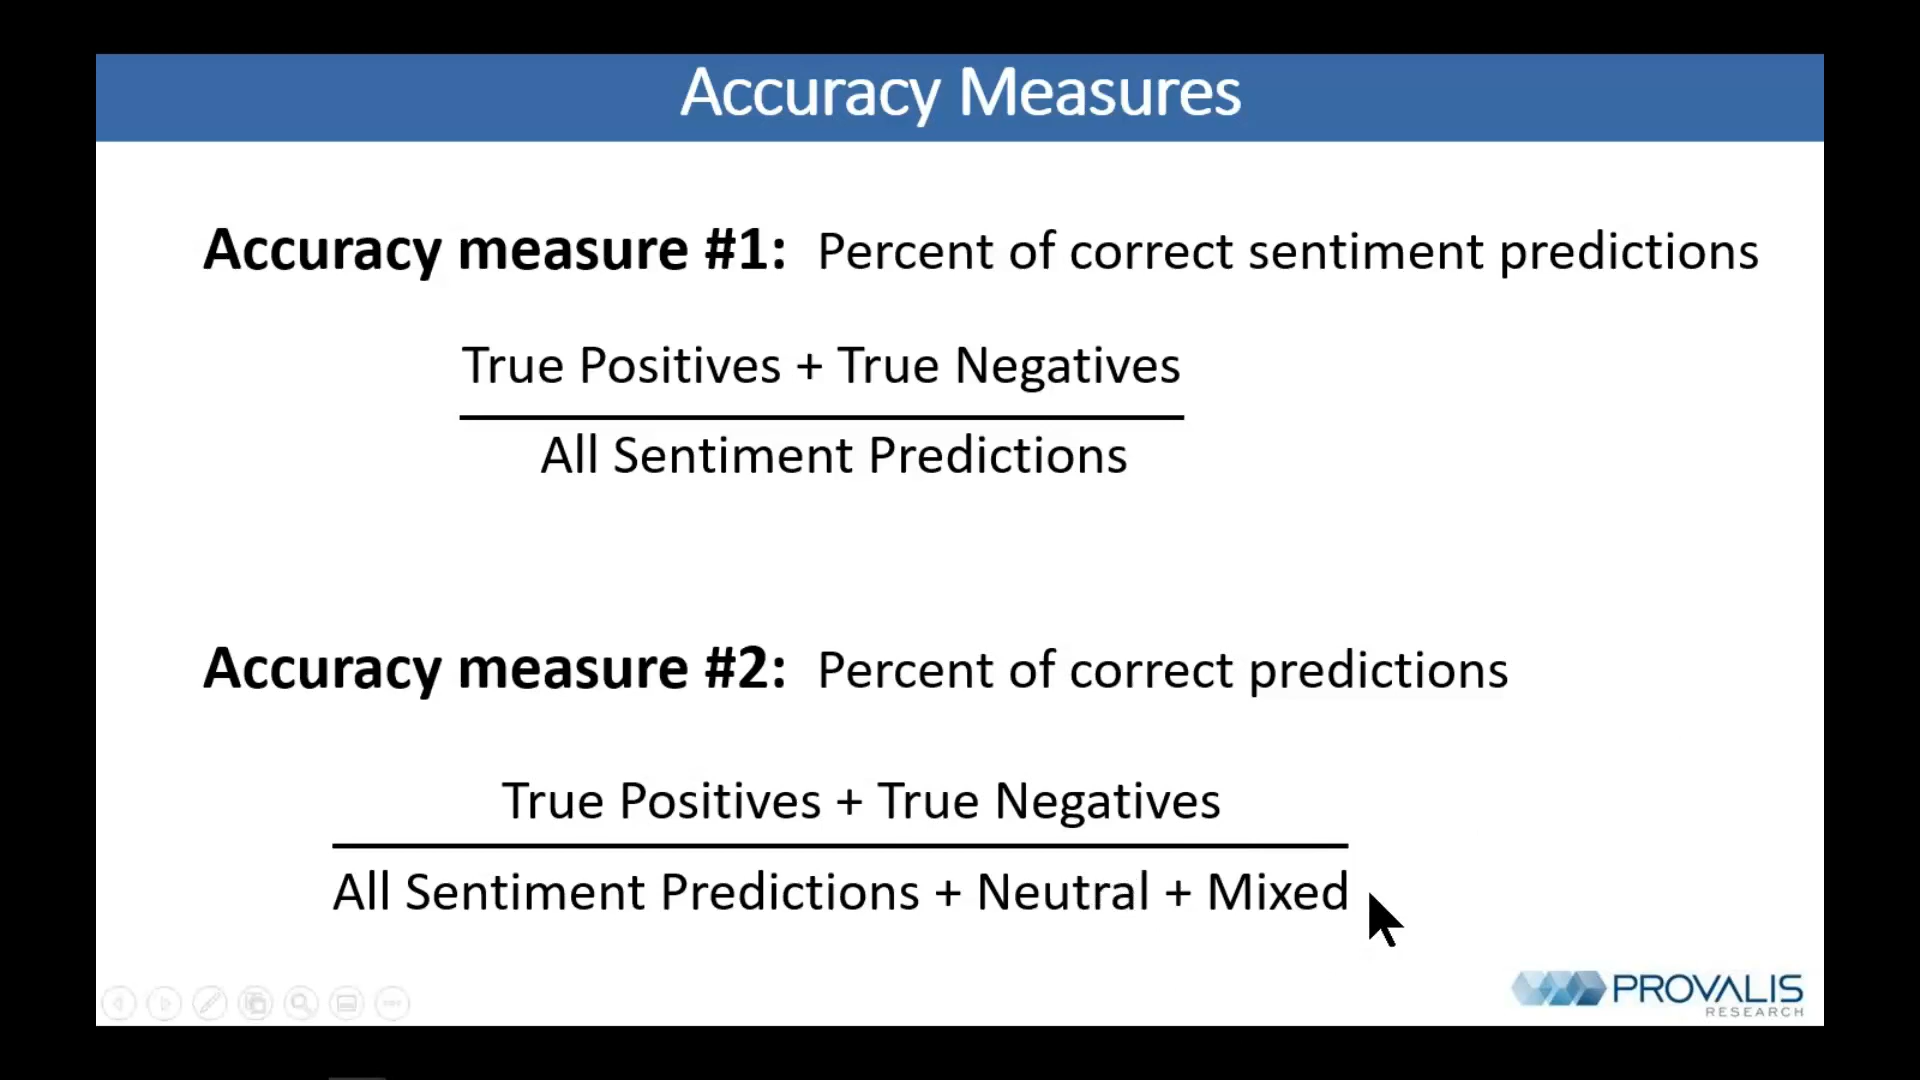 Accuracy Measures
Accuracy measure #1: Percent of correct sentiment predictions
True Positives + True Negatives
All Sentiment Predictions
Accuracy measure #2: Percent of correct predictions
True Positives + True Negatives
All Sentiment Predictions + Neutral + Mixed
PROVALIS
RESEARCH